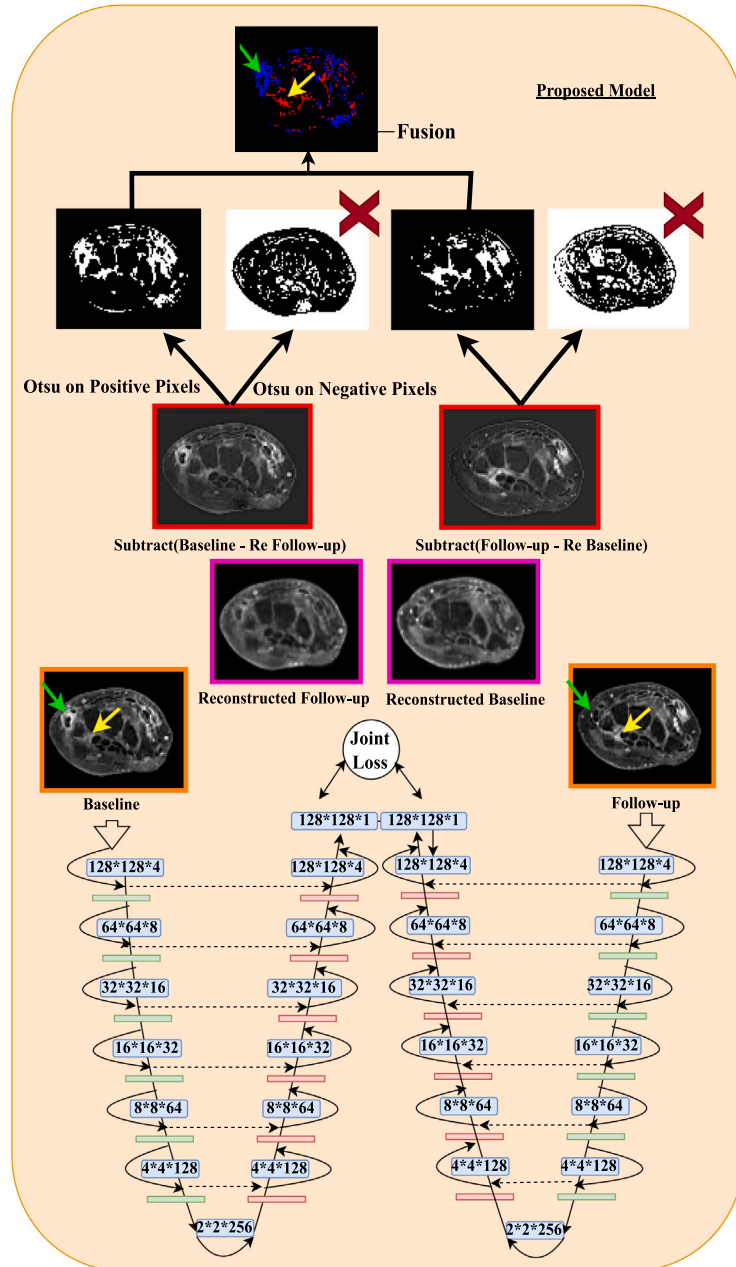 Proposed Model
Fusion
Otsu on Positive Pixels
Otsu on Negative Pixels
Subtract(Baseline - Re Follow-up)
Subtract(Follow-up - Re Baseline)
Reconstructed Follow-up
Reconstructed Baseline
Joint
Loss
Baseline
Follow-up
128*128*1
128*128*1
128*128*4
128*128*4
128*128*4
128*128*4
64*64*8
64*64*8
64*64*8
64*64*8
32*32*16
32*32*16
32*32*16
32*32*16
16*16*32
16*16*32
16*16*32
16*16*32
8*8*64
8*8*64
8*8*64
8*8*64
4*4*128
4*4*128
4*4*128
4*4*128
2*2*256
2*2*256